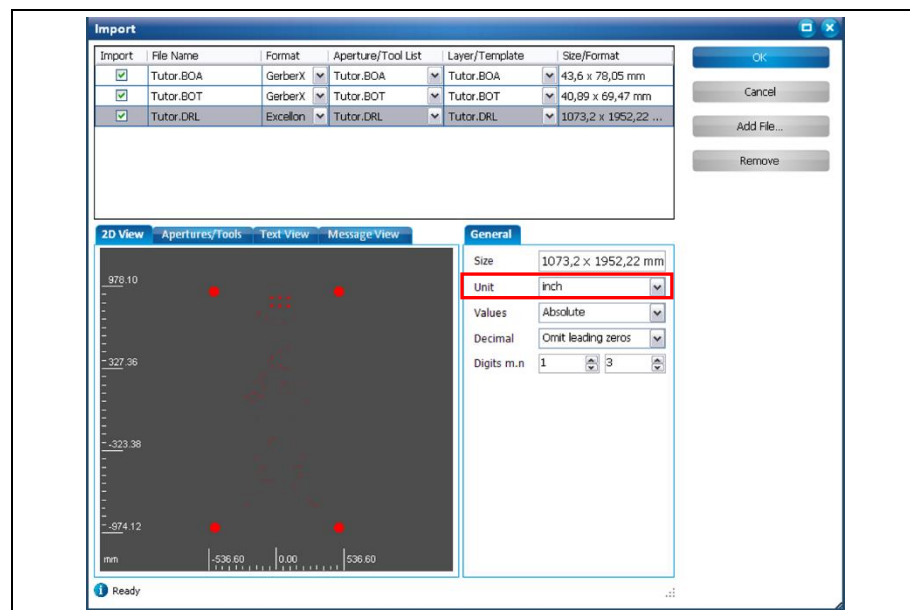 Import
Import File Name Format Aperture/Tool List Layer/Template Size/Format
Tutor.BOA GerberX Tutor.BOA Tutor.BOA 43,6 x 78,05 mm
Tutor.BOT GerberX Tutor.BOT Tutor.BOT 40,89 x 69,47 mm
Tutor.DRL Excellon Tutor.DRL Tutor.DRL 1073,2 x 1952,22 ...
OK
Cancel
Add File...
Remove
2D View Apertures/Tools Text View Message View
978.10
327.36
-323.38
-974.12
mm -536.60 0.00 536.60
General
Size 1073,2 x 1952,22 mm
Unit inch
Values Absolute
Decimal Omit leading zeros
Digits m.n 1 3
Ready